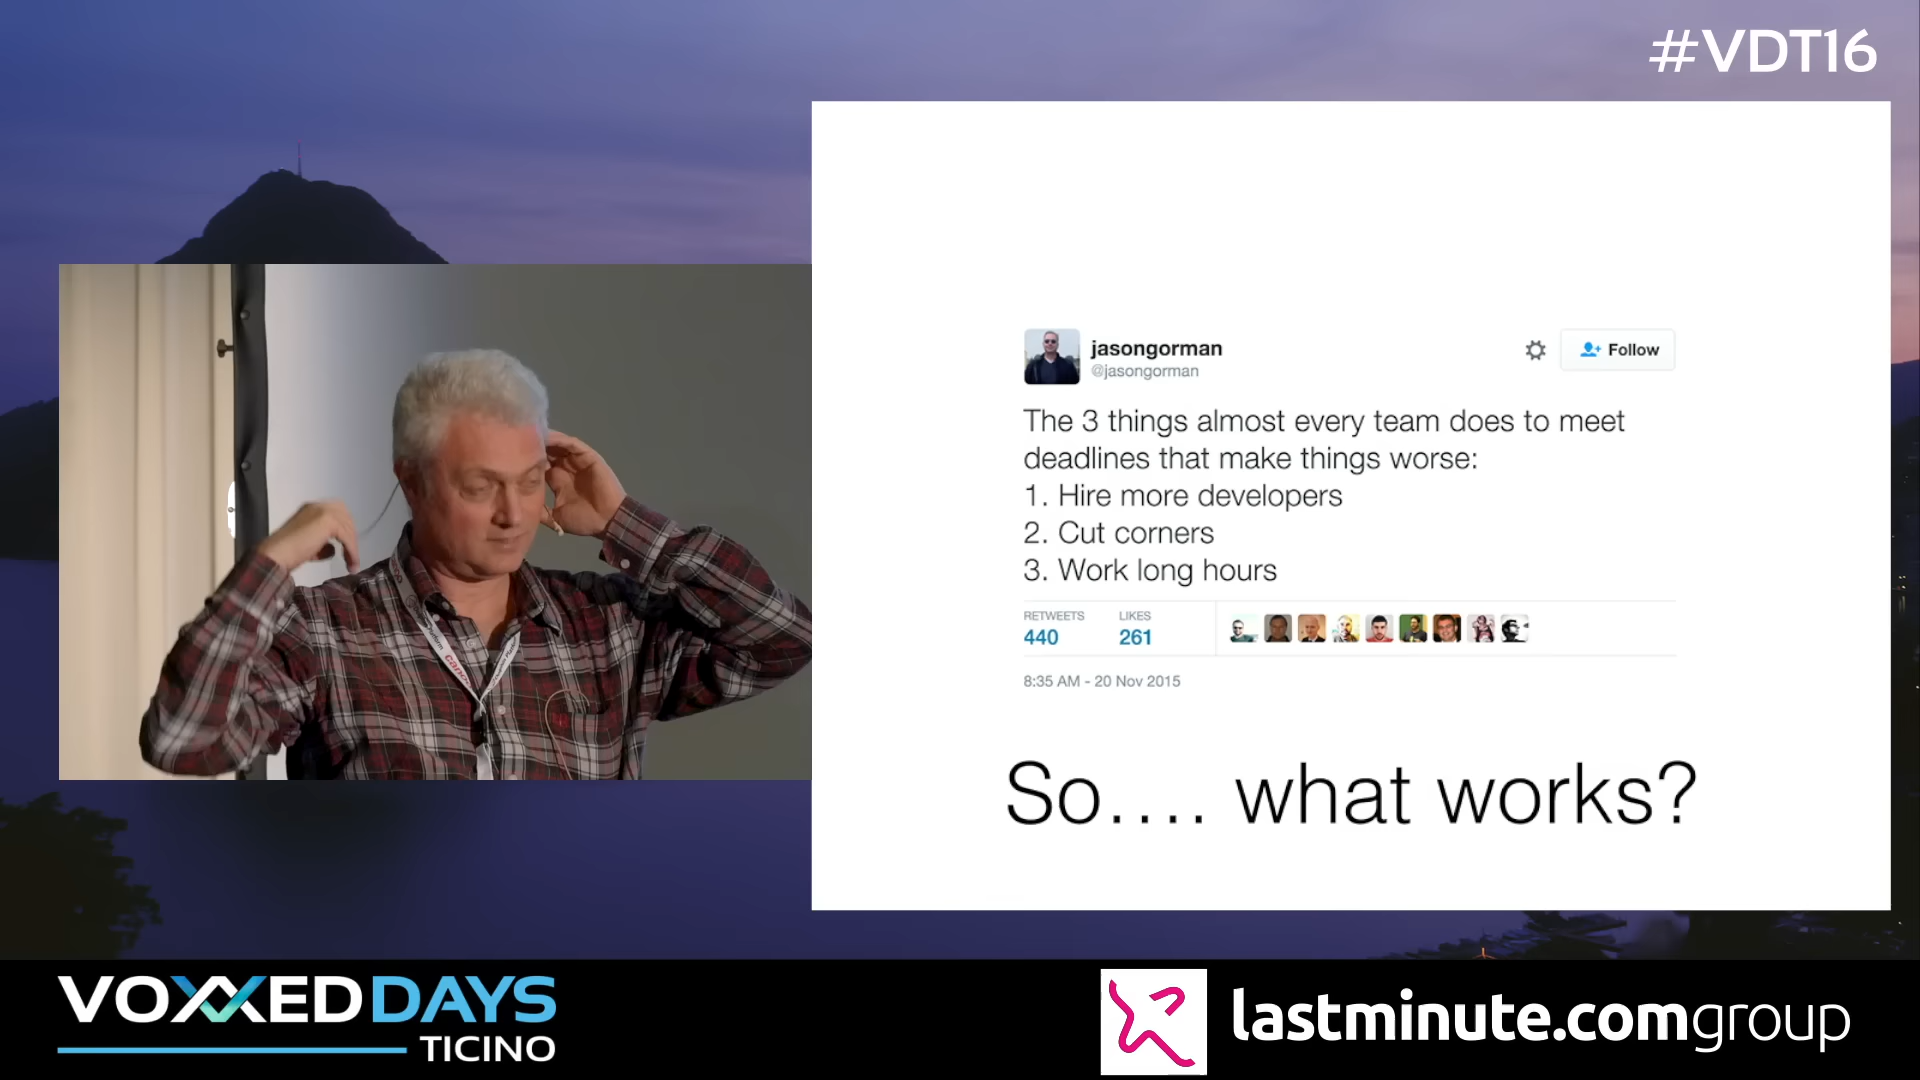 #VDT16
jasongorman
@jasongorman
Follow
The 3 things almost every team does to meet
deadlines that make things worse:
1. Hire more developers
2. Cut corners
3. Work long hours
RETWEETS
LIKES
440
261
8:35 AM - 20 Nov 2015
So.... what works?
VOXXED DAYS
TICINO
lastminute.comgroup